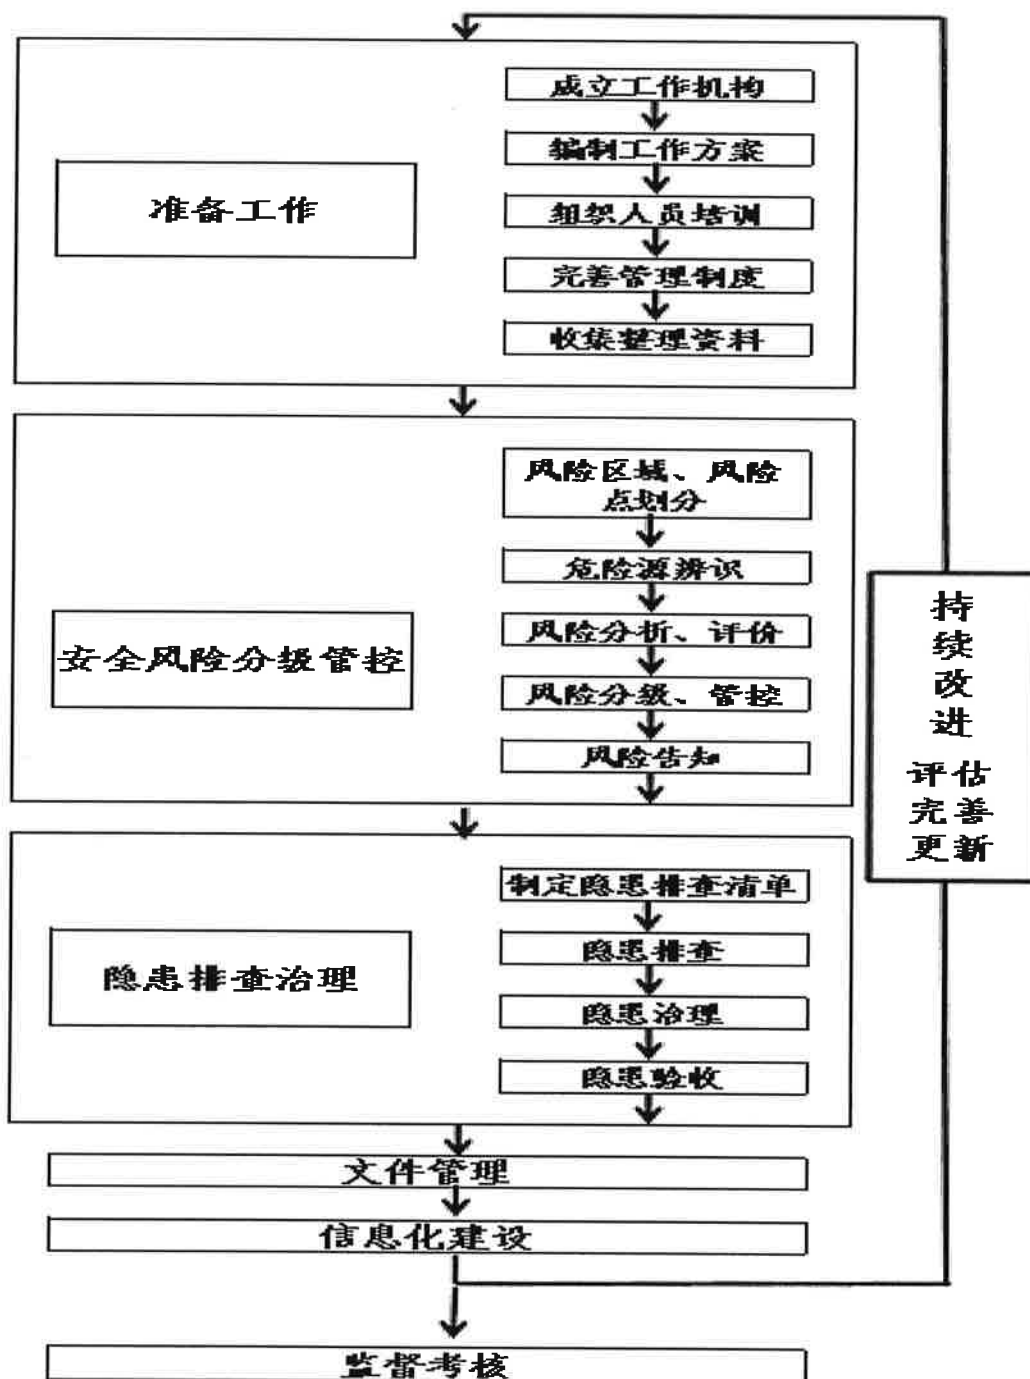 成立工作机构
编制工作方案
准备工作
组织人员培训
完善管理制度
收集整理资料
风险区域、风险
点划分
危险源辨识
风险分析、评价
安全风险分级管控
风险分级、管控
风险告知
持
续
改
进
评估
完善
更新
制定隐患排查清单
隐患排查
隐患排查治理
隐患治理
隐患验收
文件管理
信息化建设
监督考核